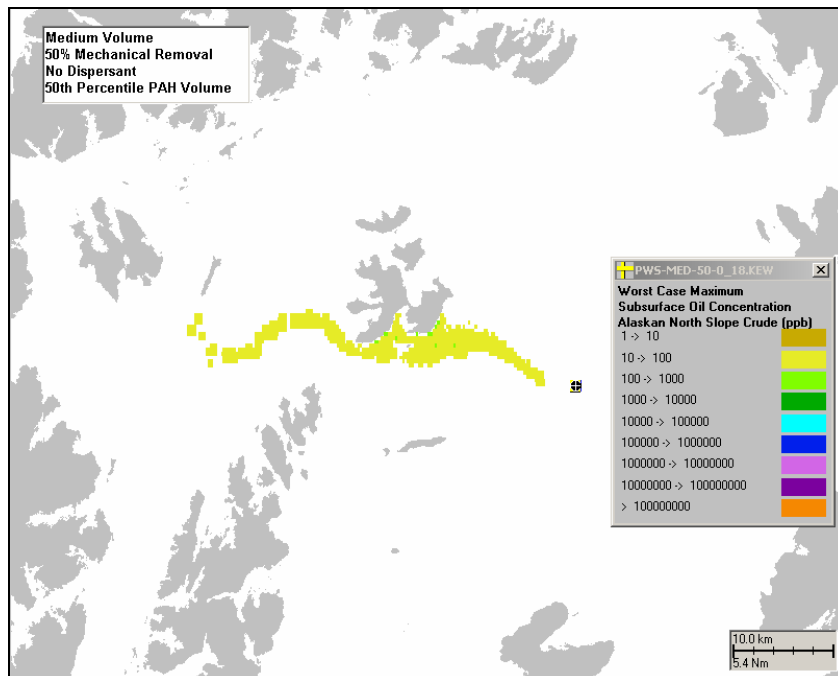 Medium Volume
50% Mechanical Removal
No Dispersant
50th Percentile PAH Volume
PWS-MED-50-0_18.KEW
Worst Case Maximum
Subsurface Oil Concentration
Alaskan North Slope Crude (ppb)
1 -> 10
10 -> 100
100 -> 1000
1000 -> 10000
10000 -> 100000
100000 -> 1000000
1000000 -> 10000000
10000000 -> 100000000
> 100000000
10.0 km
5.4 Nm